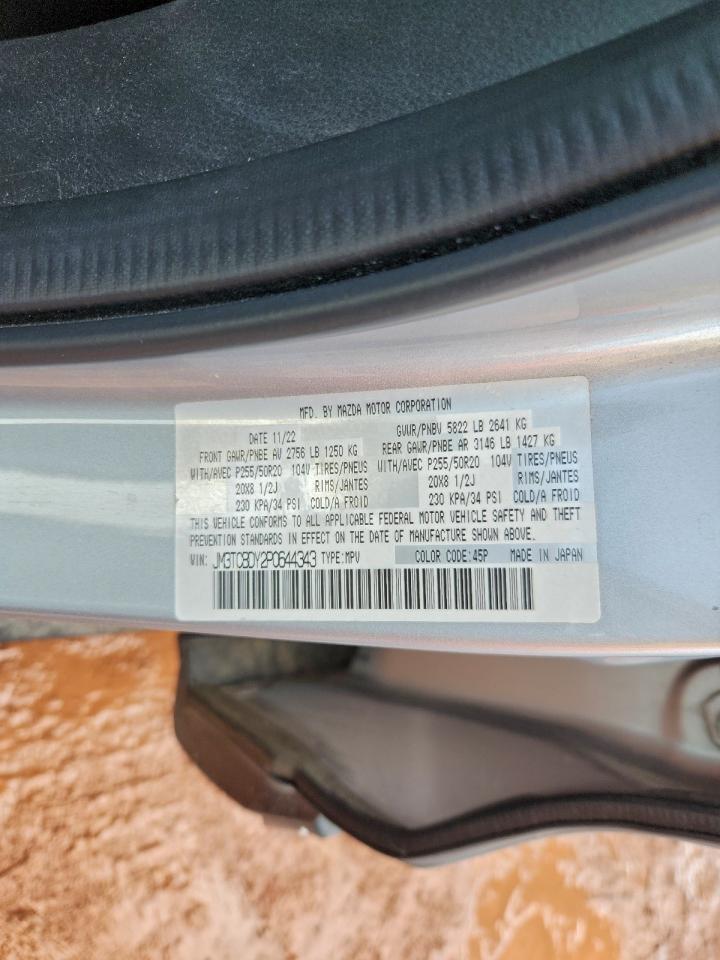 MFD. BY MAZDA MOTOR CORPORATION
DATE 11/22 GVWR/PNBV 5822 LB 2641 KG
FRONT GAWR/PNBE AV 2756 LB 1250 KG REAR GAWR/PNBE AR 3146 LB 1427 KG
WITH/AVEC P255/50R20 104V TIRES/PNEUS WITH/AVEC P255/50R20 104V TIRES/PNEUS
20X8 1/2J RIMS/JANTES 20X8 1/2J RIMS/JANTES
230 KPA/34 PSI COLD/A FROID 230 KPA/34 PSI COLD/A FROID
THIS VEHICLE CONFORMS TO ALL APPLICABLE FEDERAL MOTOR VEHICLE SAFETY AND THEFT
PREVENTION STANDARDS IN EFFECT ON THE DATE OF MANUFACTURE SHOWN ABOVE.
VIN: JM3TCBDY2P0644343 TYPE:MPV COLOR CODE:45P MADE IN JAPAN